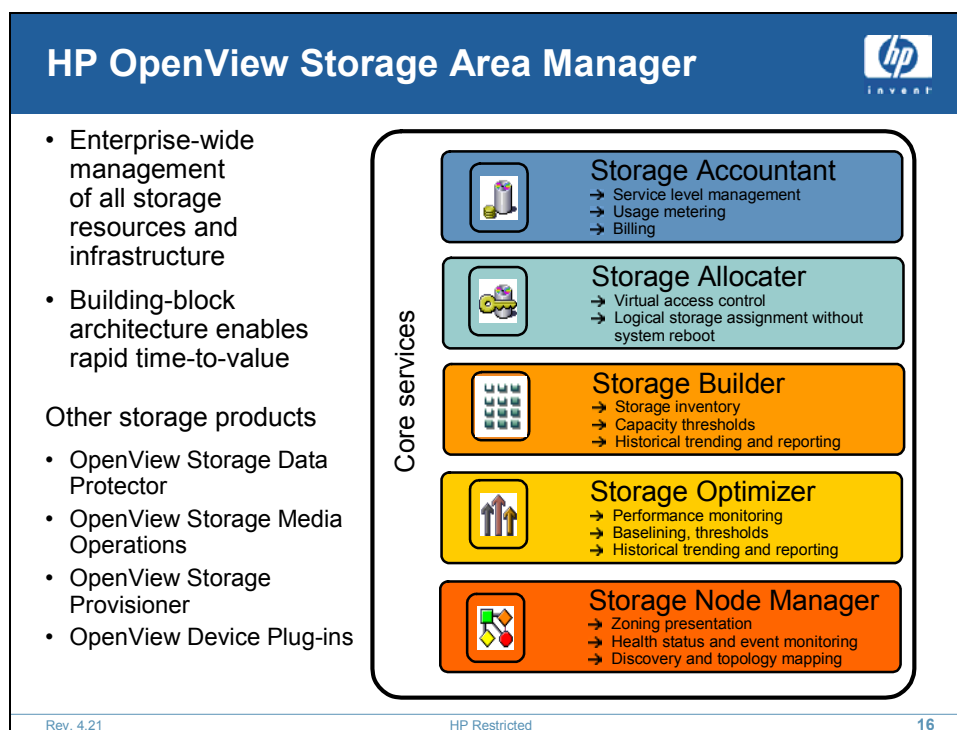 HP OpenView Storage Area Manager
hp
invent
• Enterprise-wide
management
of all storage
resources and
infrastructure
• Building-block
architecture enables
rapid time-to-value
Other storage products
• OpenView Storage Data
Protector
• OpenView Storage Media
Operations
• OpenView Storage
Provisioner
• OpenView Device Plug-ins
Core services
Storage Accountant
→ Service level management
→ Usage metering
→ Billing
Storage Allocater
→ Virtual access control
→ Logical storage assignment without
system reboot
Storage Builder
→ Storage inventory
→ Capacity thresholds
→ Historical trending and reporting
Storage Optimizer
→ Performance monitoring
→ Baselining, thresholds
→ Historical trending and reporting
Storage Node Manager
→ Zoning presentation
→ Health status and event monitoring
→ Discovery and topology mapping
Rev. 4.21
HP Restricted
16